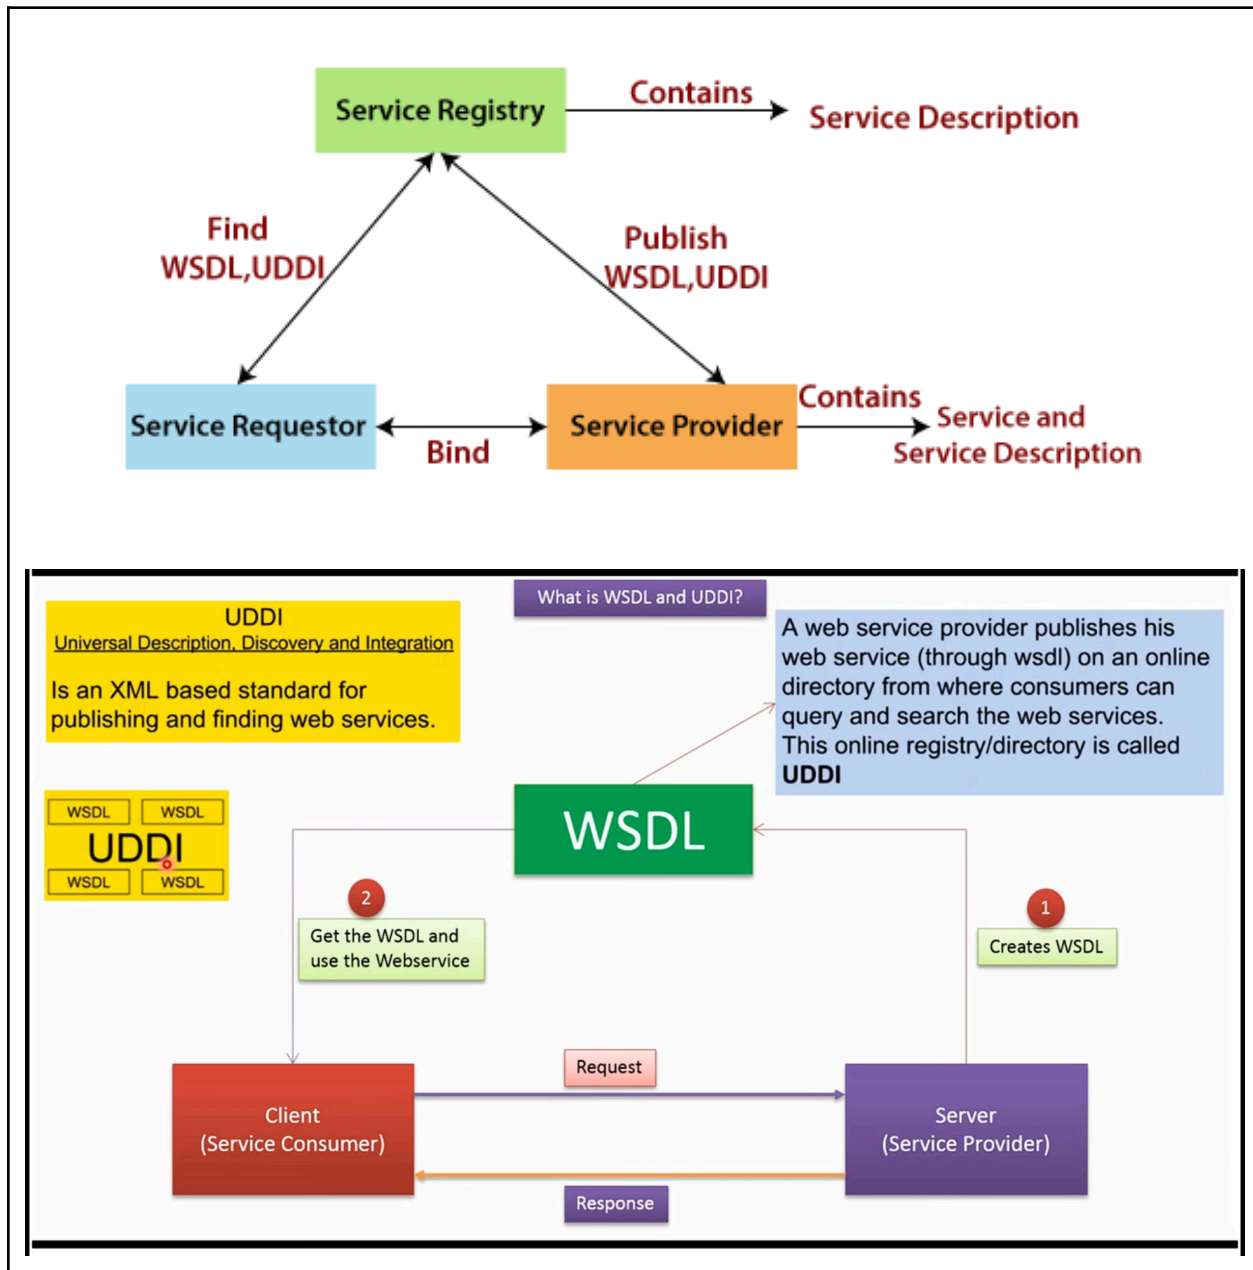 Service Registry
Contains
Service Description
Find
WSDL,UDDI
Publish
WSDL,UDDI
Service Requestor
Bind
Service Provider
Contains
Service and
Service Description
What is WSDL and UDDI?
UDDI
Universal Description, Discovery and Integration
Is an XML based standard for
publishing and finding web services.
A web service provider publishes his
web service (through wsdl) on an online
directory from where consumers can
query and search the web services.
This online registry/directory is called
UDDI
WSDL WSDL
UDDI
WSDL WSDL
WSDL
2
Get the WSDL and
use the Webservice
1
Creates WSDL
Request
Client
(Service Consumer)
Server
(Service Provider)
Response